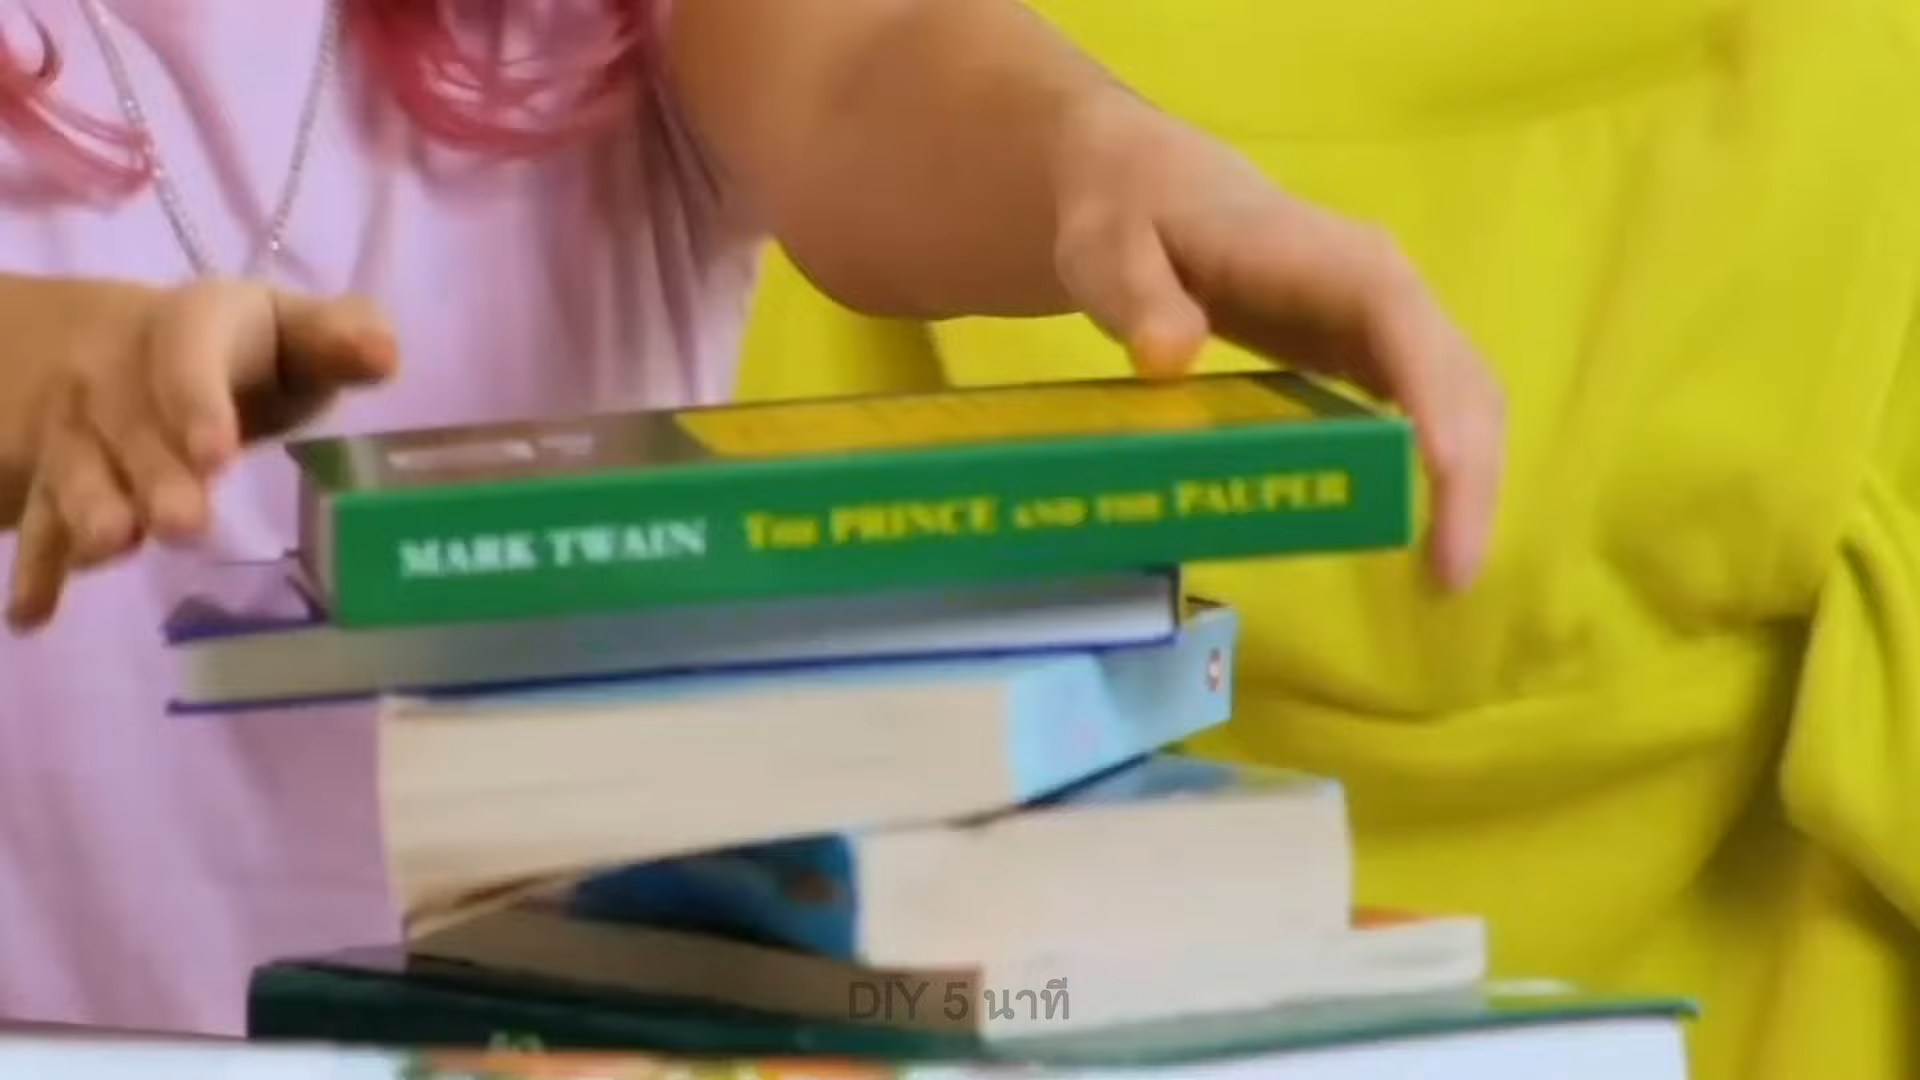 MARK TWAIN THE PRINCE AND THE PAUPER
DIY 5 นาที